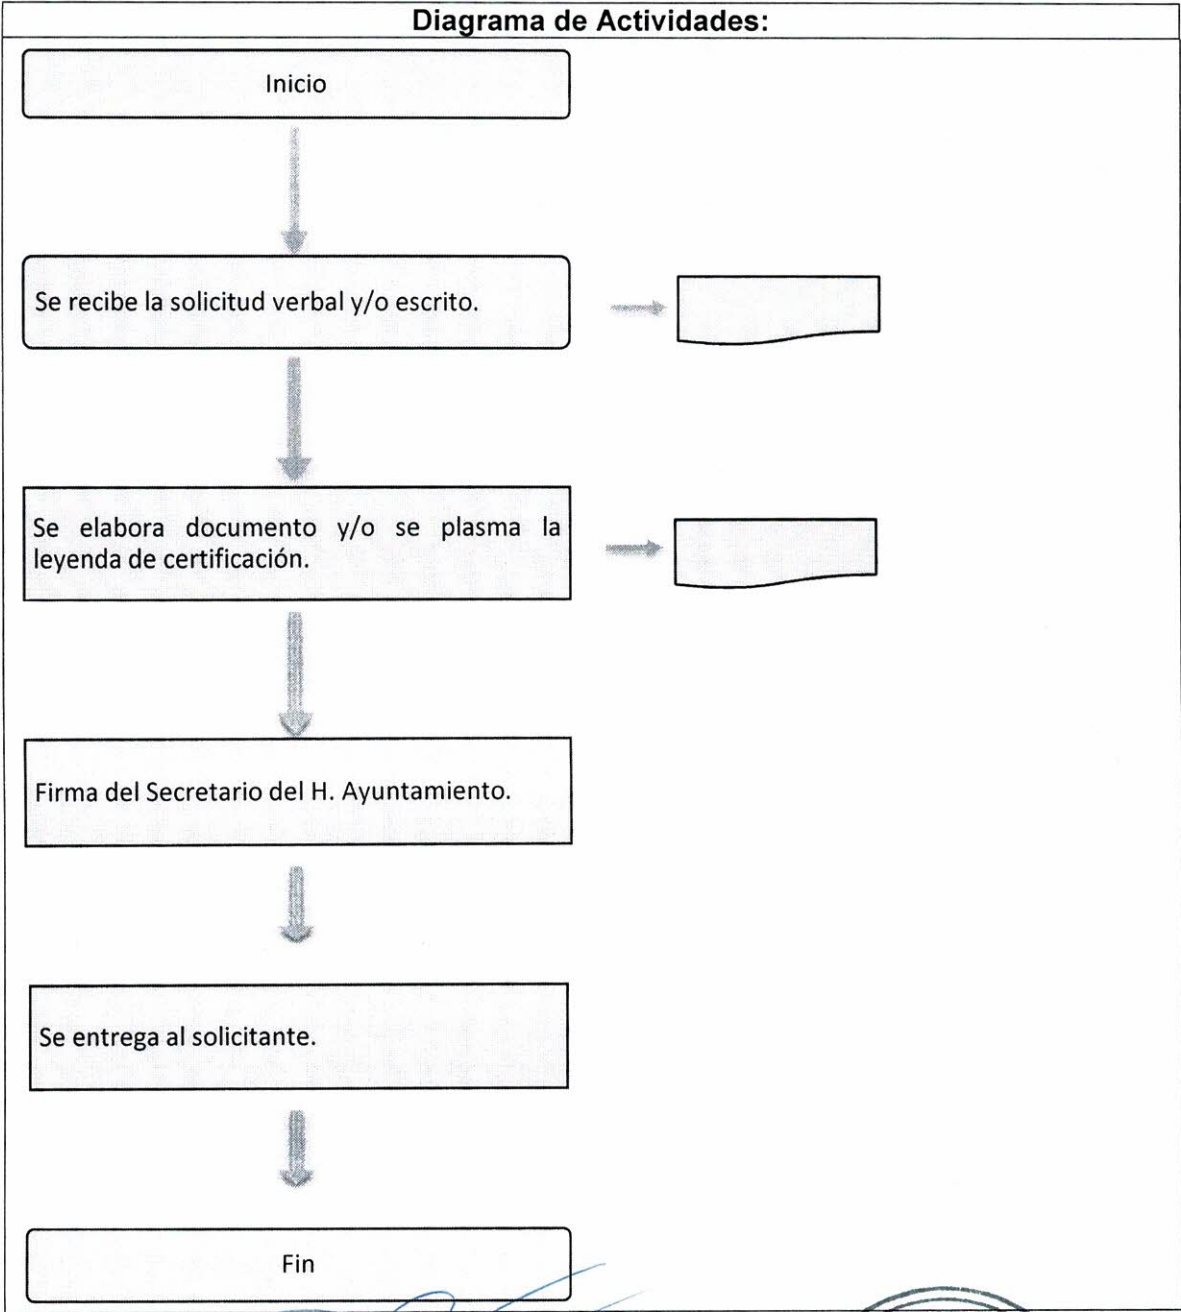 Diagrama de Actividades:
Inicio
Se recibe la solicitud verbal y/o escrito.
Se elabora documento y/o se plasma la
leyenda de certificación.
Firma del Secretario del H. Ayuntamiento.
Se entrega al solicitante.
Fin